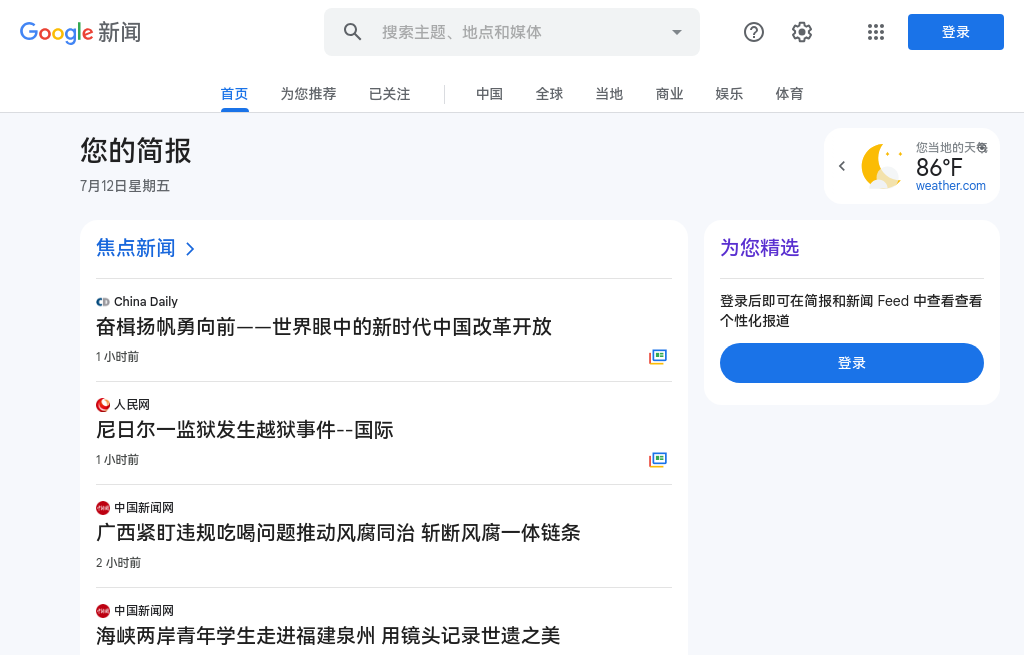 Google 新闻
搜索主题、地点和媒体
登录
首页 为您推荐 已关注 中国 全球 当地 商业 娱乐 体育
您的简报
7月12日星期五
您当地的天气
86°F
weather.com
焦点新闻
China Daily
奋楫扬帆勇向前——世界眼中的新时代中国改革开放
1 小时前
人民网
尼日尔一监狱发生越狱事件--国际
1 小时前
中国新闻网
广西紧盯违规吃喝问题推动风腐同治 斩断风腐一体链条
2 小时前
中国新闻网
海峡两岸青年学生走进福建泉州 用镜头记录世遗之美
为您精选
登录后即可在简报和新闻 Feed 中查看查看
个性化报道
登录